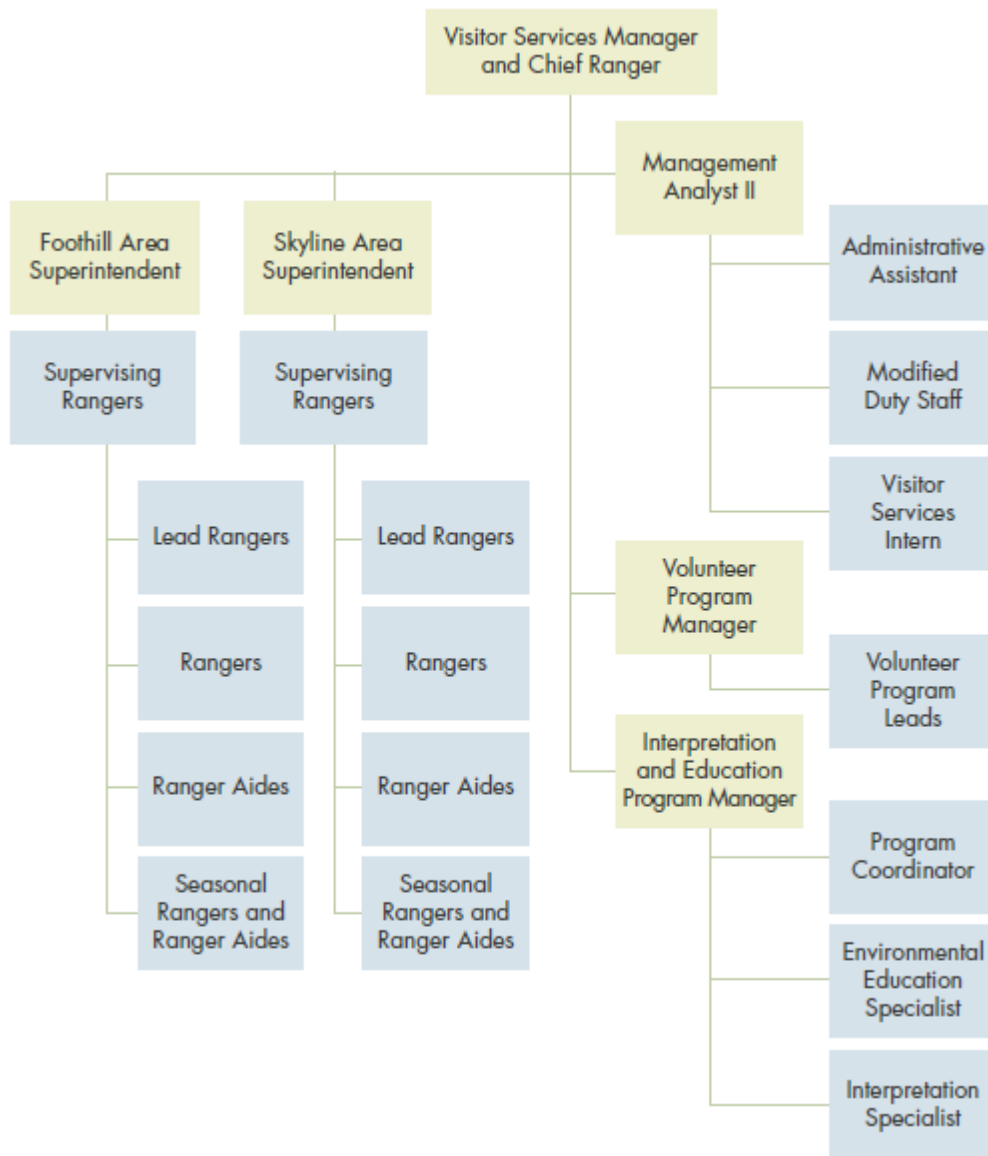 Visitor Services Manager
and Chief Ranger
Management
Analyst II
Foothill Area
Superintendent
Skyline Area
Superintendent
Administrative
Assistant
Supervising
Rangers
Supervising
Rangers
Modified
Duty Staff
Visitor
Services
Intern
Lead Rangers
Lead Rangers
Volunteer
Program
Manager
Rangers
Rangers
Volunteer
Program
Leads
Interpretation
and Education
Program Manager
Ranger Aides
Ranger Aides
Program
Coordinator
Seasonal
Rangers and
Ranger Aides
Seasonal
Rangers and
Ranger Aides
Environmental
Education
Specialist
Interpretation
Specialist